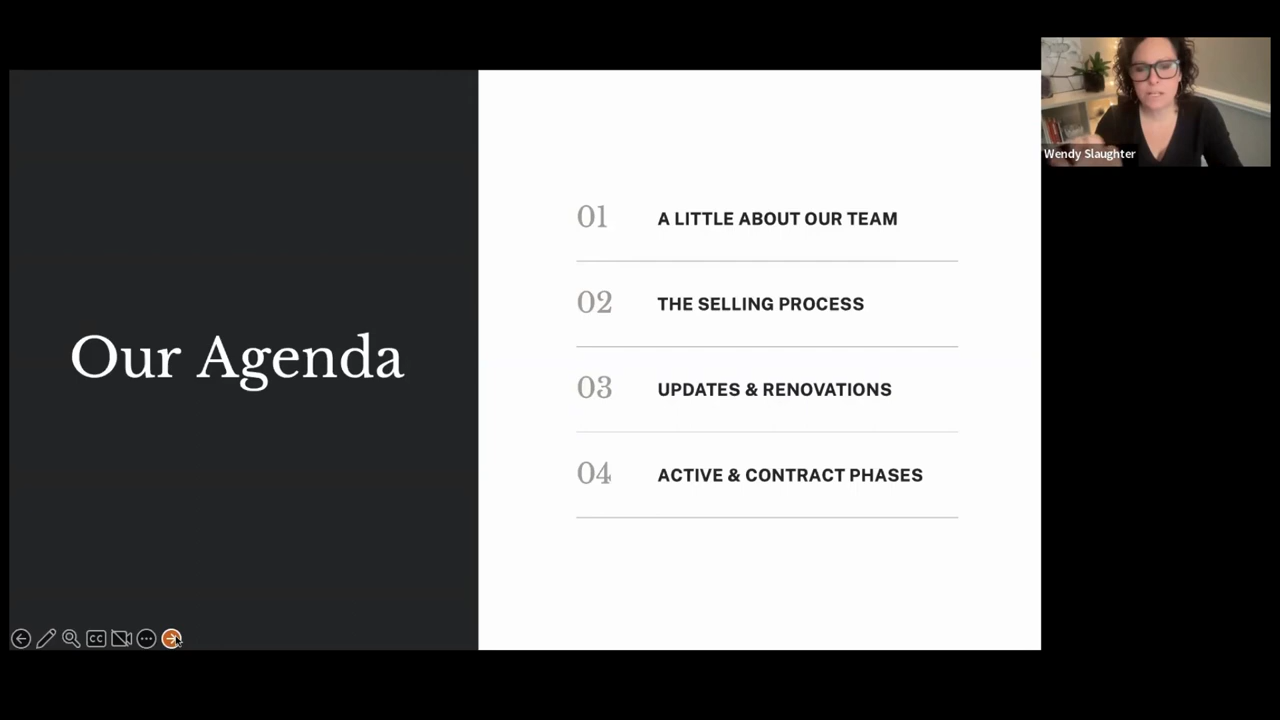 Our Agenda
01 A LITTLE ABOUT OUR TEAM
02 THE SELLING PROCESS
03 UPDATES & RENOVATIONS
04 ACTIVE & CONTRACT PHASES
Wendy Slaughter
CC